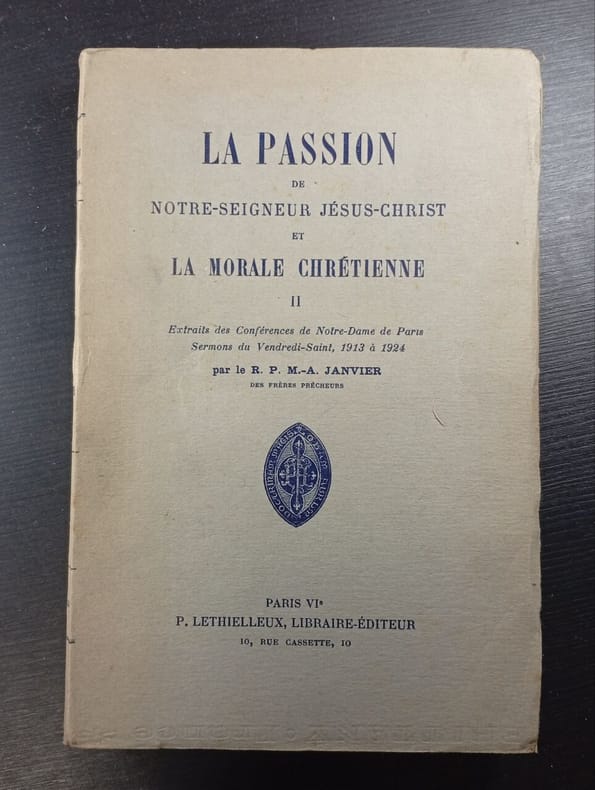 LA PASSION
DE
NOTRE-SEIGNEUR JÉSUS-CHRIST
ET
LA MORALE CHRÉTIENNE
II
Extraits des Conférences de Notre-Dame de Paris
Sermons du Vendredi-Saint, 1913 à 1924
par le R. P. M.-A. JANVIER
DES FRÈRES PRÊCHEURS
PARIS VIe
P. LETHIELLEUX, LIBRAIRE-ÉDITEUR
10, RUE CASSETTE, 10